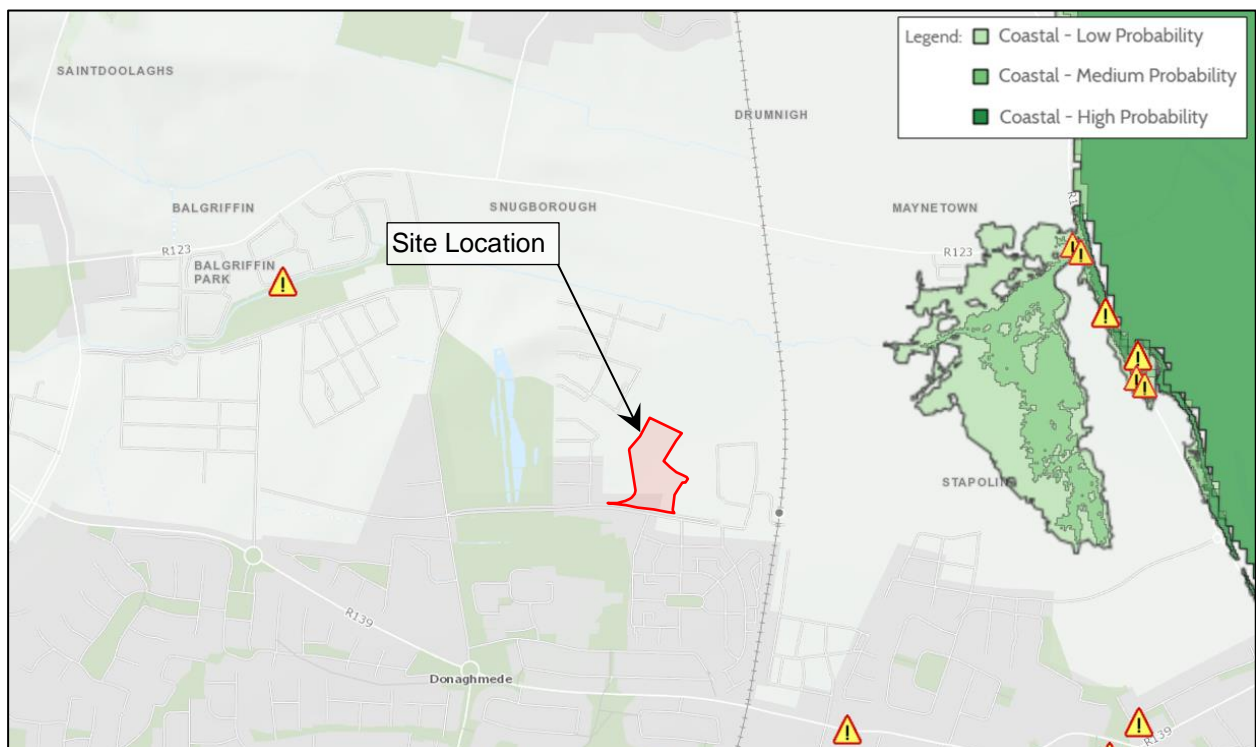 Legend: Coastal - Low Probability
Coastal - Medium Probability
Coastal - High Probability
SAINTDOOLAGHS
DRUMNIGH
BALGRIFFIN
SNUGBOROUGH
MAYNETOWN
R123
Site Location
R123
BALGRIFFIN
PARK
STAPOLIN
R139
Donaghmede